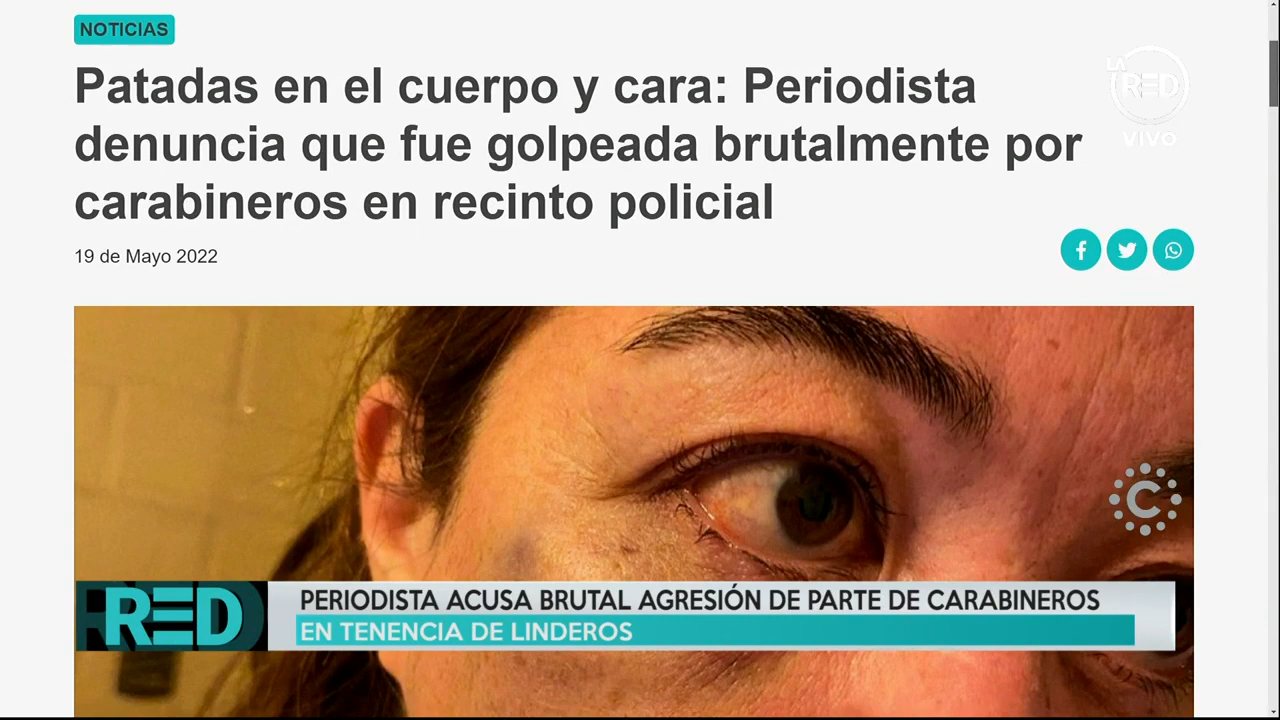 NOTICIAS
Patadas en el cuerpo y cara: Periodista
denuncia que fue golpeada brutalmente por
carabineros en recinto policial
19 de Mayo 2022
LA
RED
VIVO
C
RED
PERIODISTA ACUSA BRUTAL AGRESIÓN DE PARTE DE CARABINEROS
EN TENENCIA DE LINDEROS